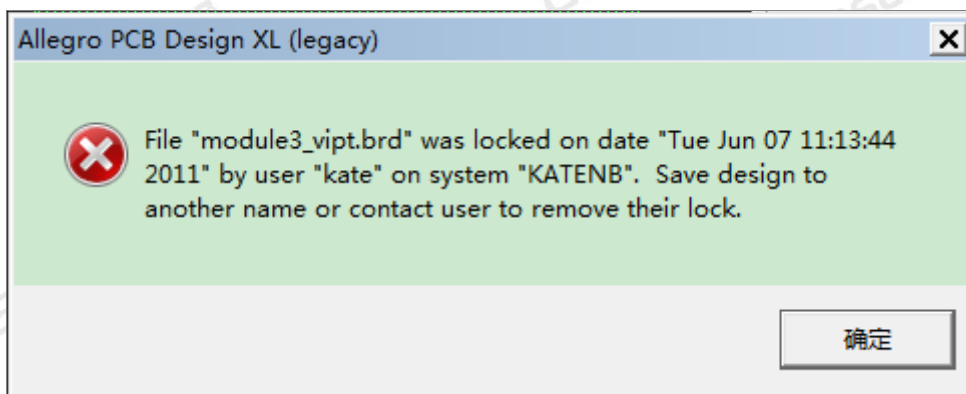 Allegro PCB Design XL (legacy)
File "module3_vipt.brd" was locked on date "Tue Jun 07 11:13:44
2011" by user "kate" on system "KATENB".  Save design to
another name or contact user to remove their lock.
确定